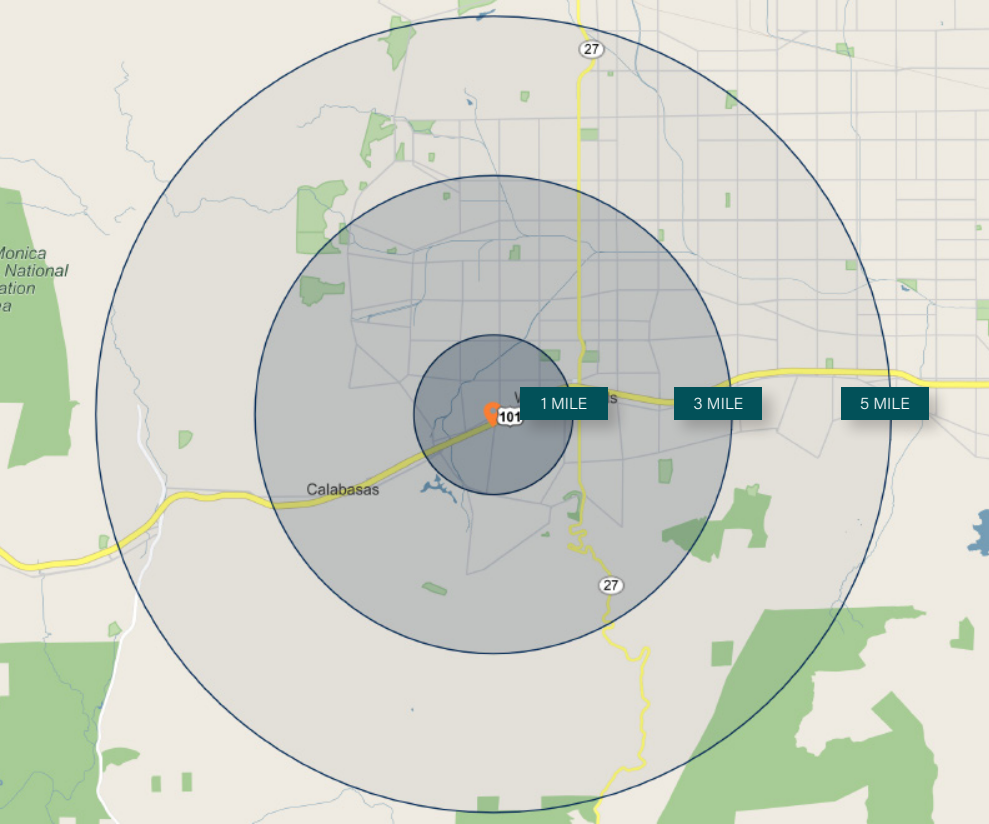 27
Monica
National
ation
a
101
1 MILE
3 MILE
5 MILE
Calabasas
27